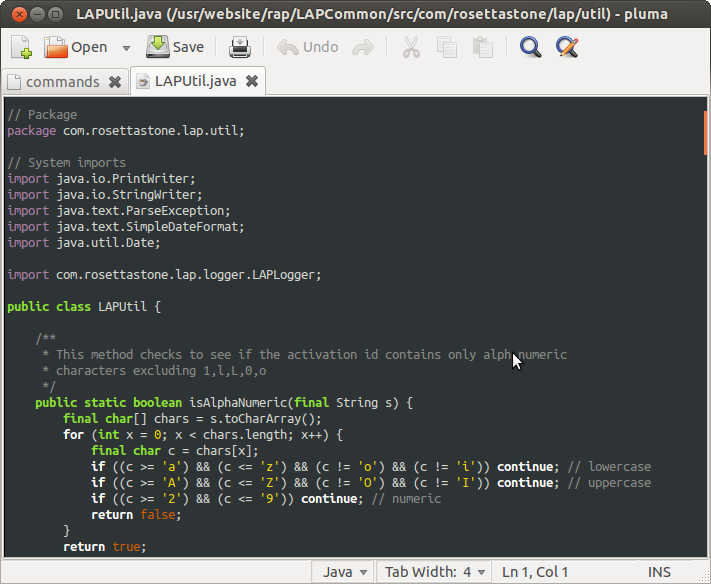 LAPUtil.java (/usr/website/rap/LAPCommon/src/com/rosettastone/lap/util) - pluma
Open Save Undo
commands LAPUtil.java
// Package
package com.rosettastone.lap.util;
// System imports
import java.io.PrintWriter;
import java.io.StringWriter;
import java.text.ParseException;
import java.text.SimpleDateFormat;
import java.util.Date;
import com.rosettastone.lap.logger.LAPLogger;
public class LAPUtil {
/**
* This method checks to see if the activation id contains only alphanumeric
* characters excluding 1,l,L,0,o
*/
public static boolean isAlphaNumeric(final String s) {
final char[] chars = s.toCharArray();
for (int x = 0; x < chars.length; x++) {
final char c = chars[x];
if ((c >= 'a') && (c <= 'z') && (c != 'o') && (c != 'i')) continue; // lowercase
if ((c >= 'A') && (c <= 'Z') && (c != 'O') && (c != 'I')) continue; // uppercase
if ((c >= '2') && (c <= '9')) continue; // numeric
return false;
}
return true;
Java Tab Width: 4 Ln 1, Col 1 INS